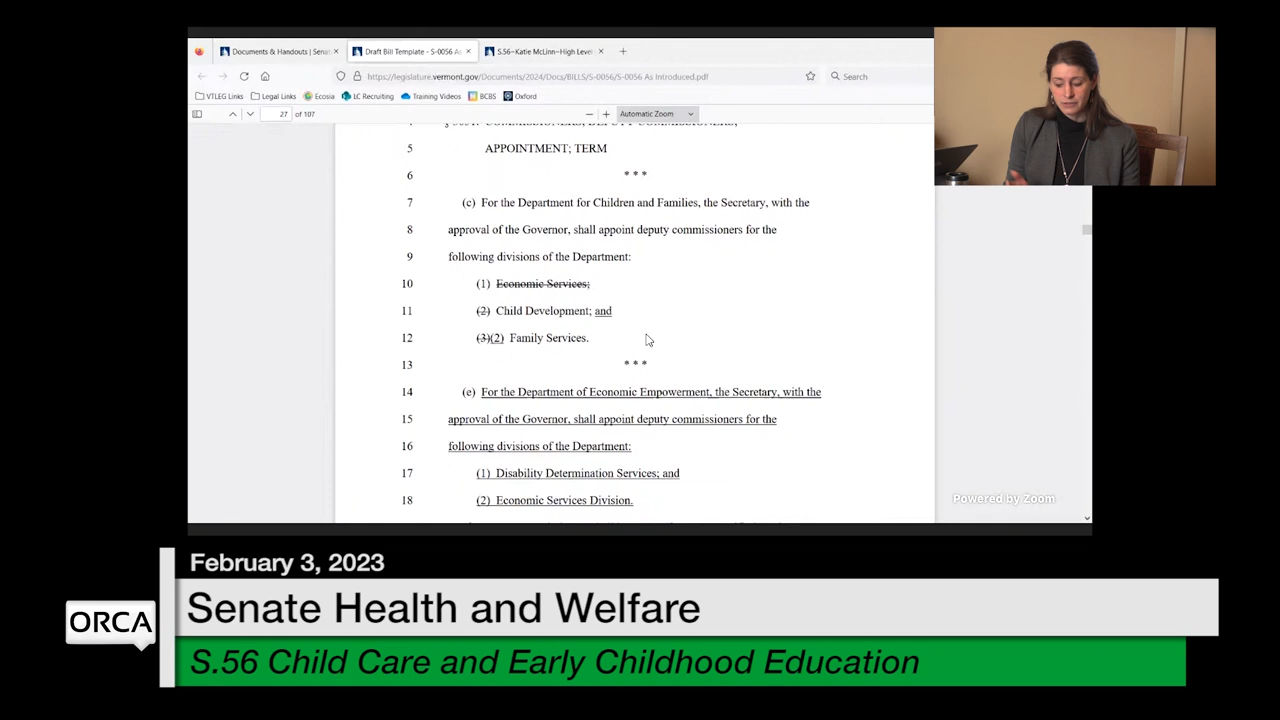 Documents & Handouts | Sena
Draft Bill Template - S-0056 As
S.56~Katie McLinn~High Level
https://legislature.vermont.gov/Documents/2024/Docs/BILLS/S-0056/S-0056 As Introduced.pdf
Search
VTLEG Links
Legal Links
Ecosia
LC Recruiting
Training Videos
BCBS
Oxford
27 of 107
Automatic Zoom
COMMISSIONERS; DEPUTY COMMISSIONERS;
5 APPOINTMENT; TERM
6 * * *
7 (c) For the Department for Children and Families, the Secretary, with the
8 approval of the Governor, shall appoint deputy commissioners for the
9 following divisions of the Department:
10 (1) Economic Services;
11 (2) Child Development; and
12 (3)(2) Family Services.
13 * * *
14 (e) For the Department of Economic Empowerment, the Secretary, with the
15 approval of the Governor, shall appoint deputy commissioners for the
16 following divisions of the Department:
17 (1) Disability Determination Services; and
18 (2) Economic Services Division.
Powered by Zoom
February 3, 2023
ORCA
Senate Health and Welfare
S.56 Child Care and Early Childhood Education